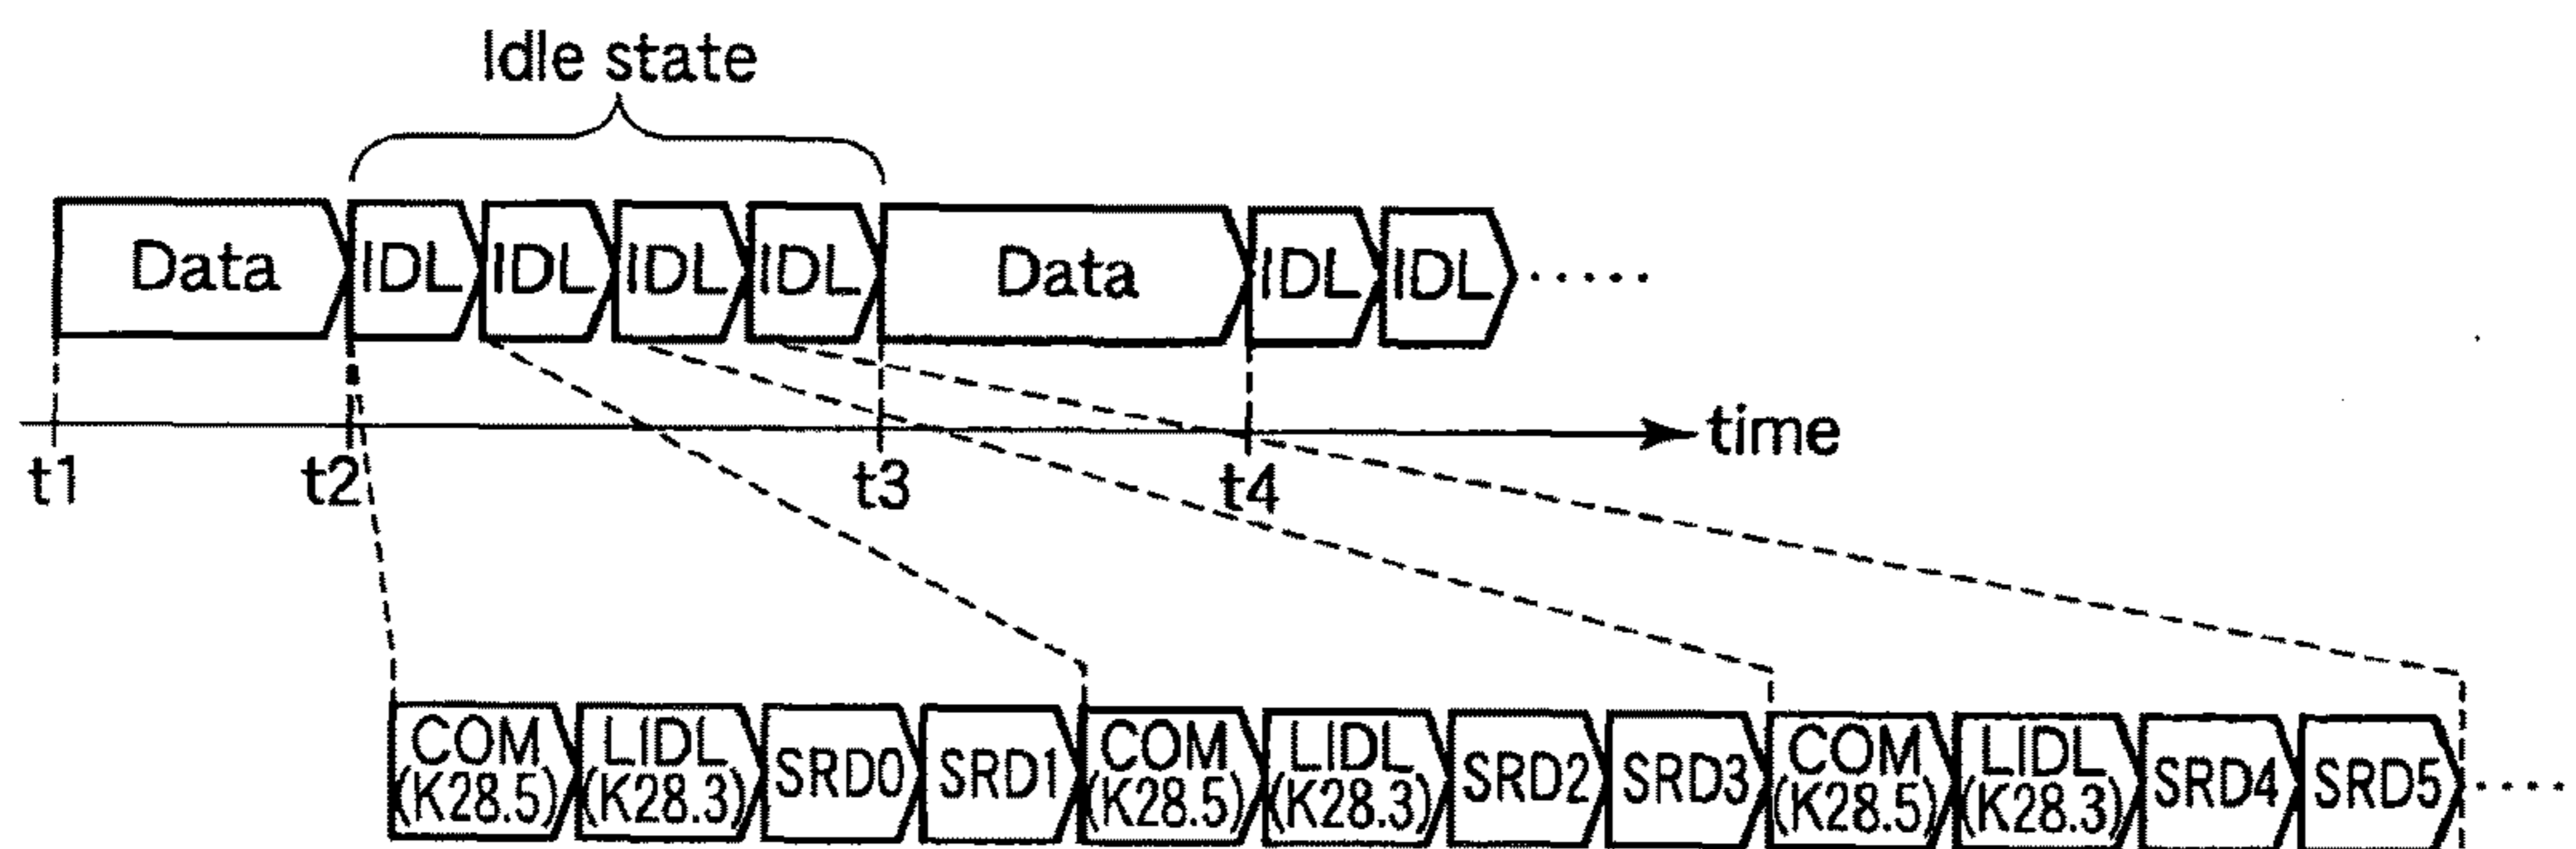 Idle state
Data IDL IDL IDL IDL Data IDL IDL .....
time
t1 t2 t3 t4
COM (K28.5) LIDL (K28.3) SRD0 SRD1 COM (K28.5) LIDL (K28.3) SRD2 SRD3 COM (K28.5) LIDL (K28.3) SRD4 SRD5 ....